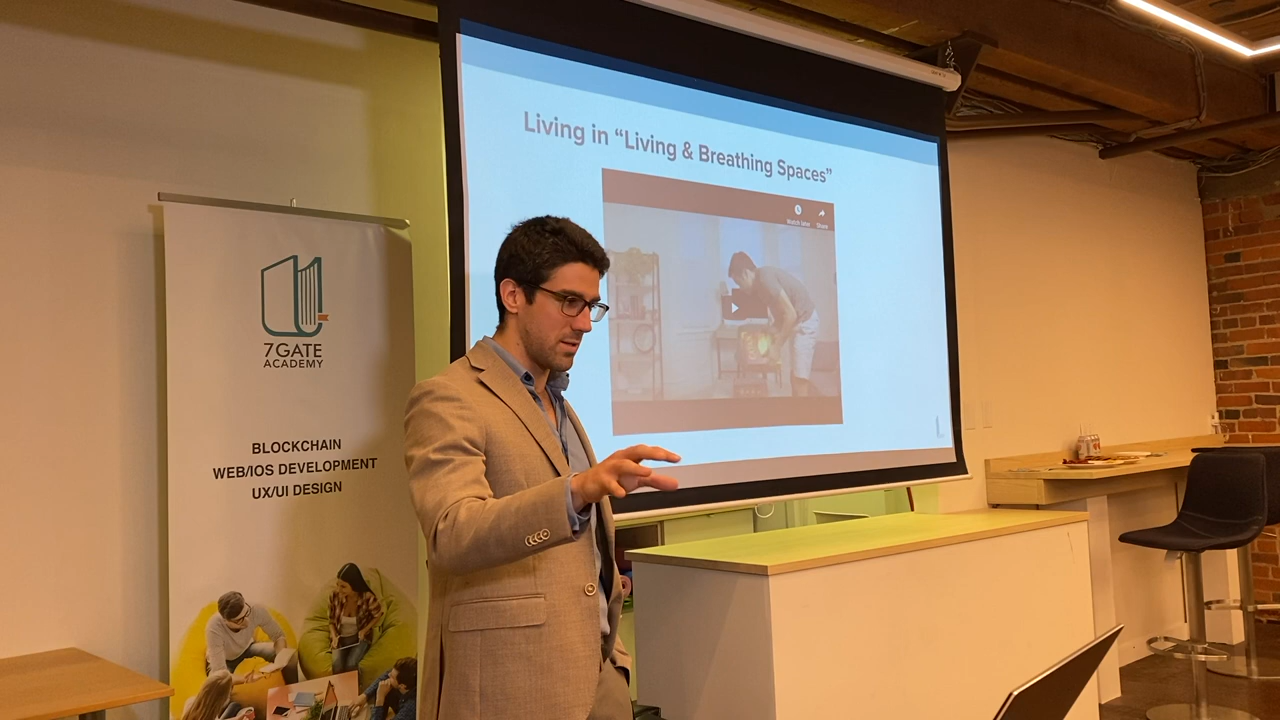 Living in “Living & Breathing Spaces”
Watch later
Share
7GATE
ACADEMY
BLOCKCHAIN
WEB/IOS DEVELOPMENT
UX/UI DESIGN